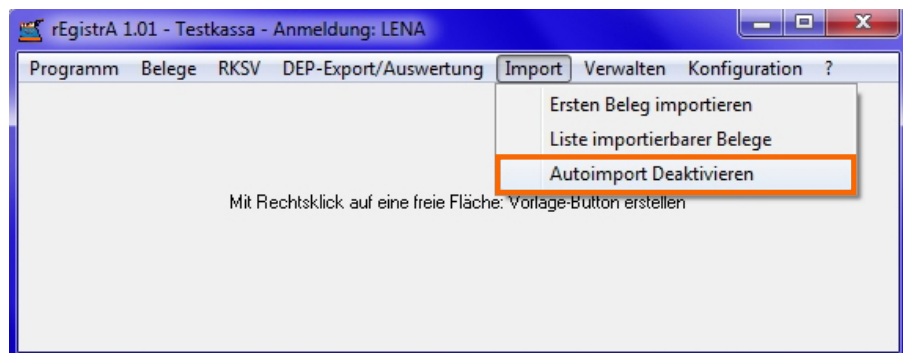 rEgistrA 1.01 - Testkassa - Anmeldung: LENA
Programm Belege RKSV DEP-Export/Auswertung Import Verwalten Konfiguration ?
Ersten Beleg importieren
Liste importierbarer Belege
Autoimport Deaktivieren
Mit Rechtsklick auf eine freie Fläche: Vorlage-Button erstellen